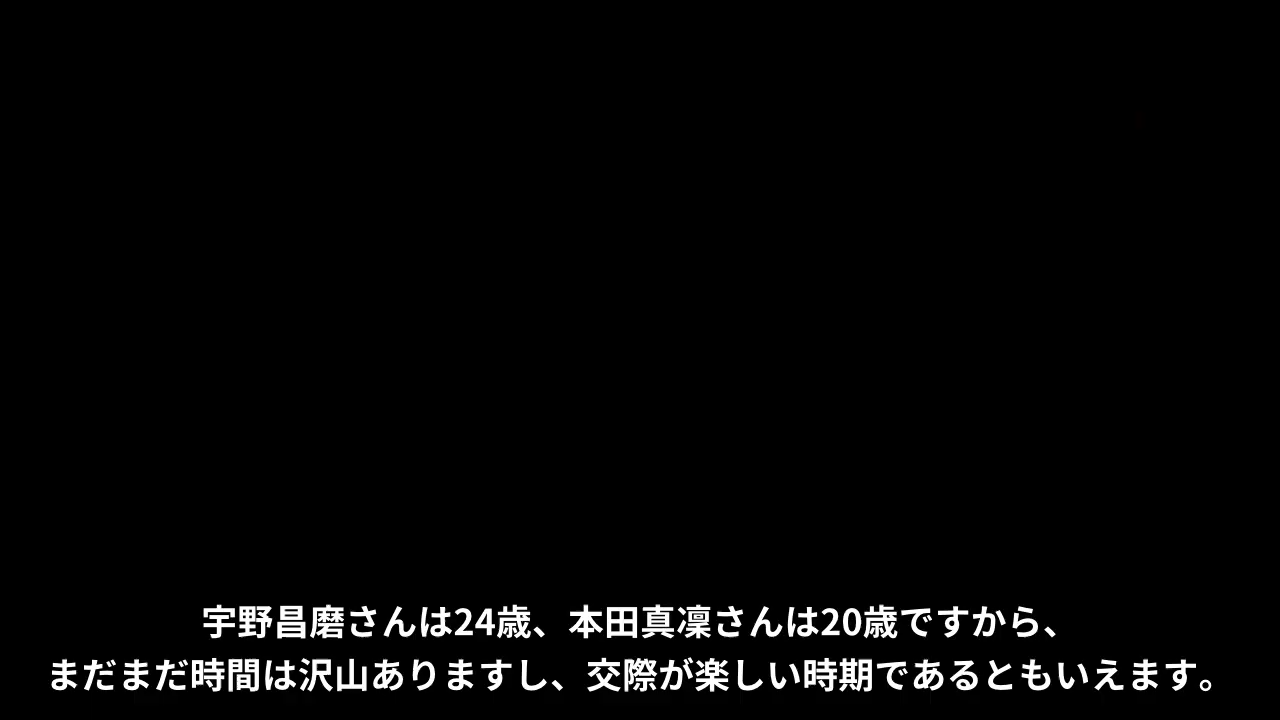 宇野昌磨さんは24歳、本田真凜さんは20歳ですから、
まだまだ時間は沢山ありますし、交際が楽しい時期であるともいえます。